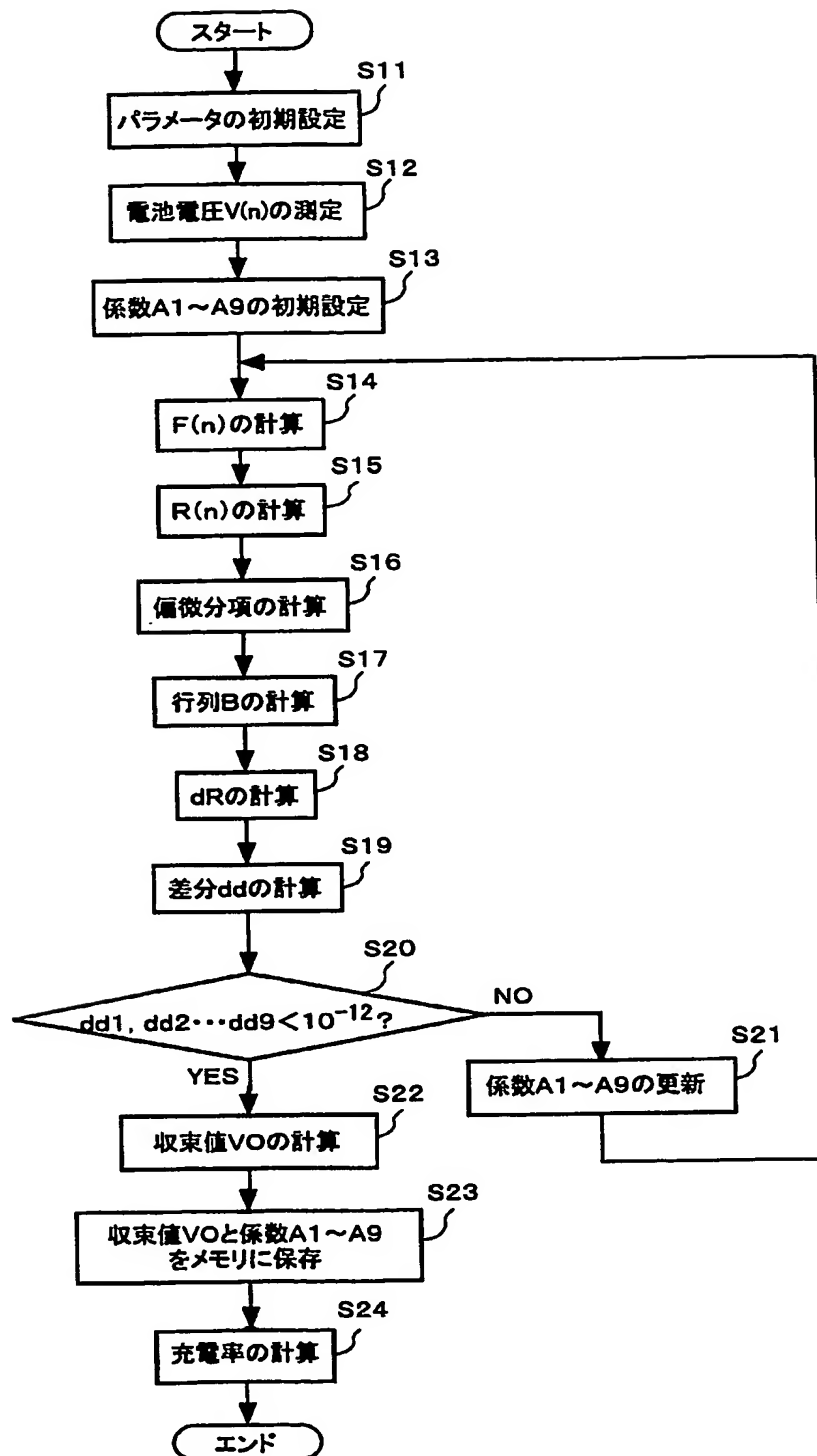 スタート
S11
パラメータの初期設定
S12
電池電圧V(n)の測定
S13
係数A1～A9の初期設定
S14
F(n)の計算
S15
R(n)の計算
S16
偏微分項の計算
S17
行列Bの計算
S18
dRの計算
S19
差分ddの計算
S20
dd1, dd2・・・dd9＜10⁻¹²?
NO
YES
S21
係数A1～A9の更新
S22
収束値VOの計算
S23
収束値VOと係数A1～A9
をメモリに保存
S24
充電率の計算
エンド